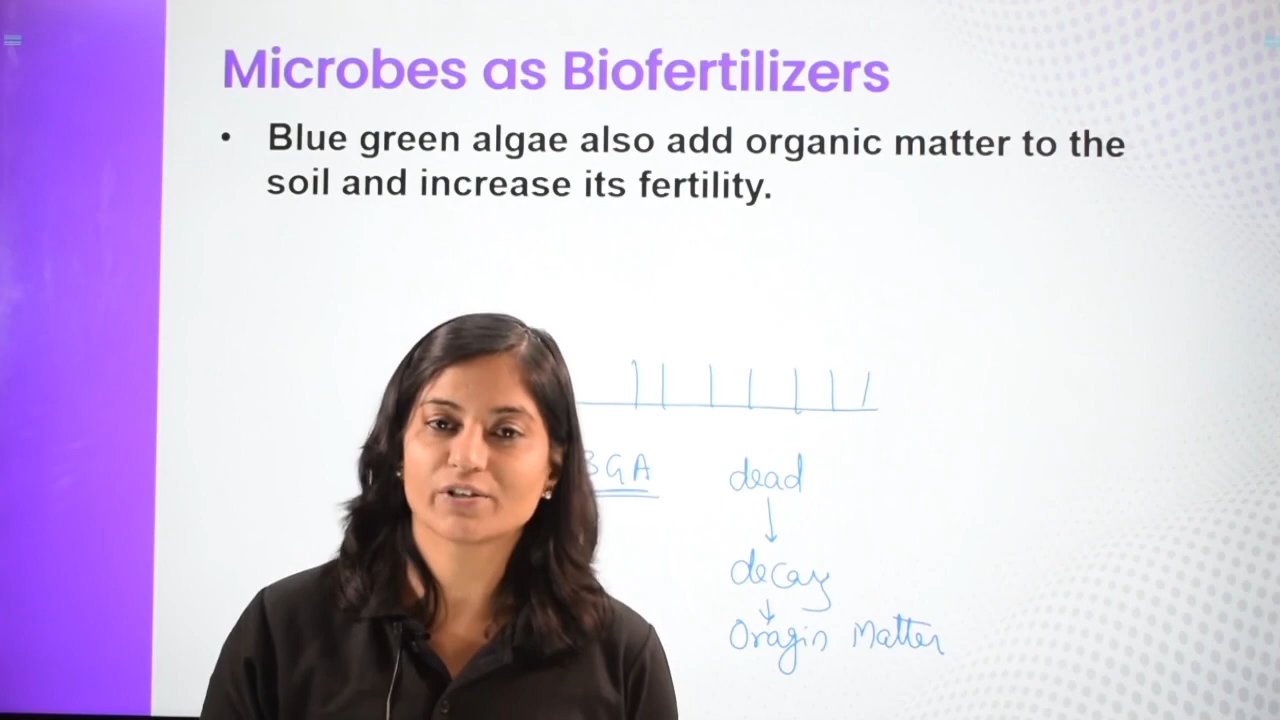 Microbes as Biofertilizers
• Blue green algae also add organic matter to the
soil and increase its fertility.
BGA
dead
decay
Oragin Matter